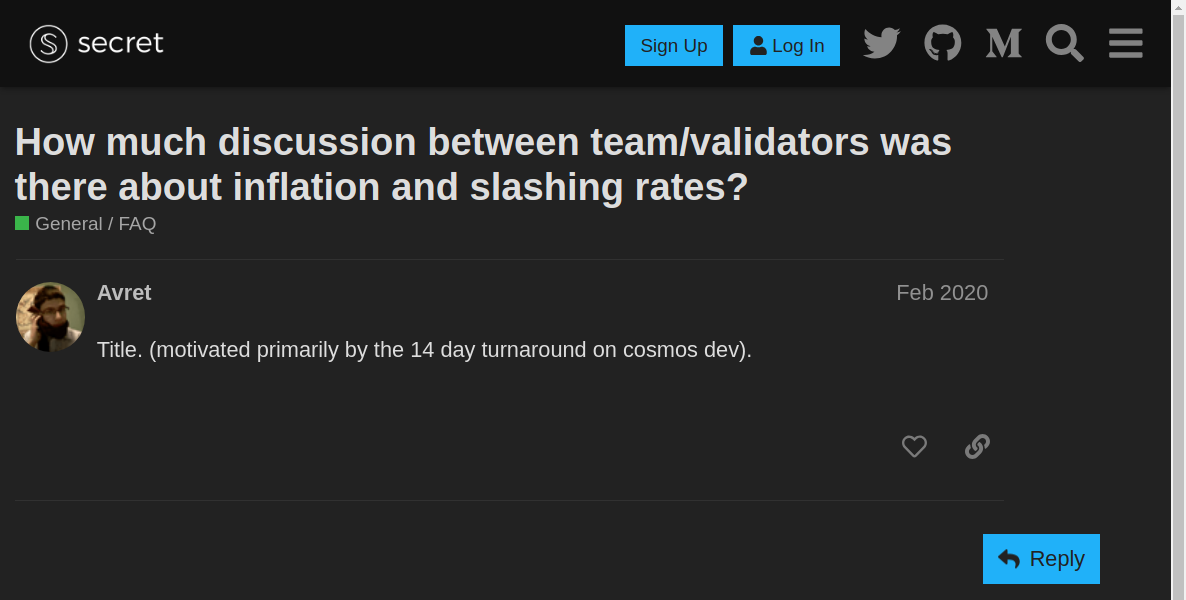 secret
Sign Up
Log In
How much discussion between team/validators was
there about inflation and slashing rates?
General / FAQ
Avret
Feb 2020
Title. (motivated primarily by the 14 day turnaround on cosmos dev).
Reply